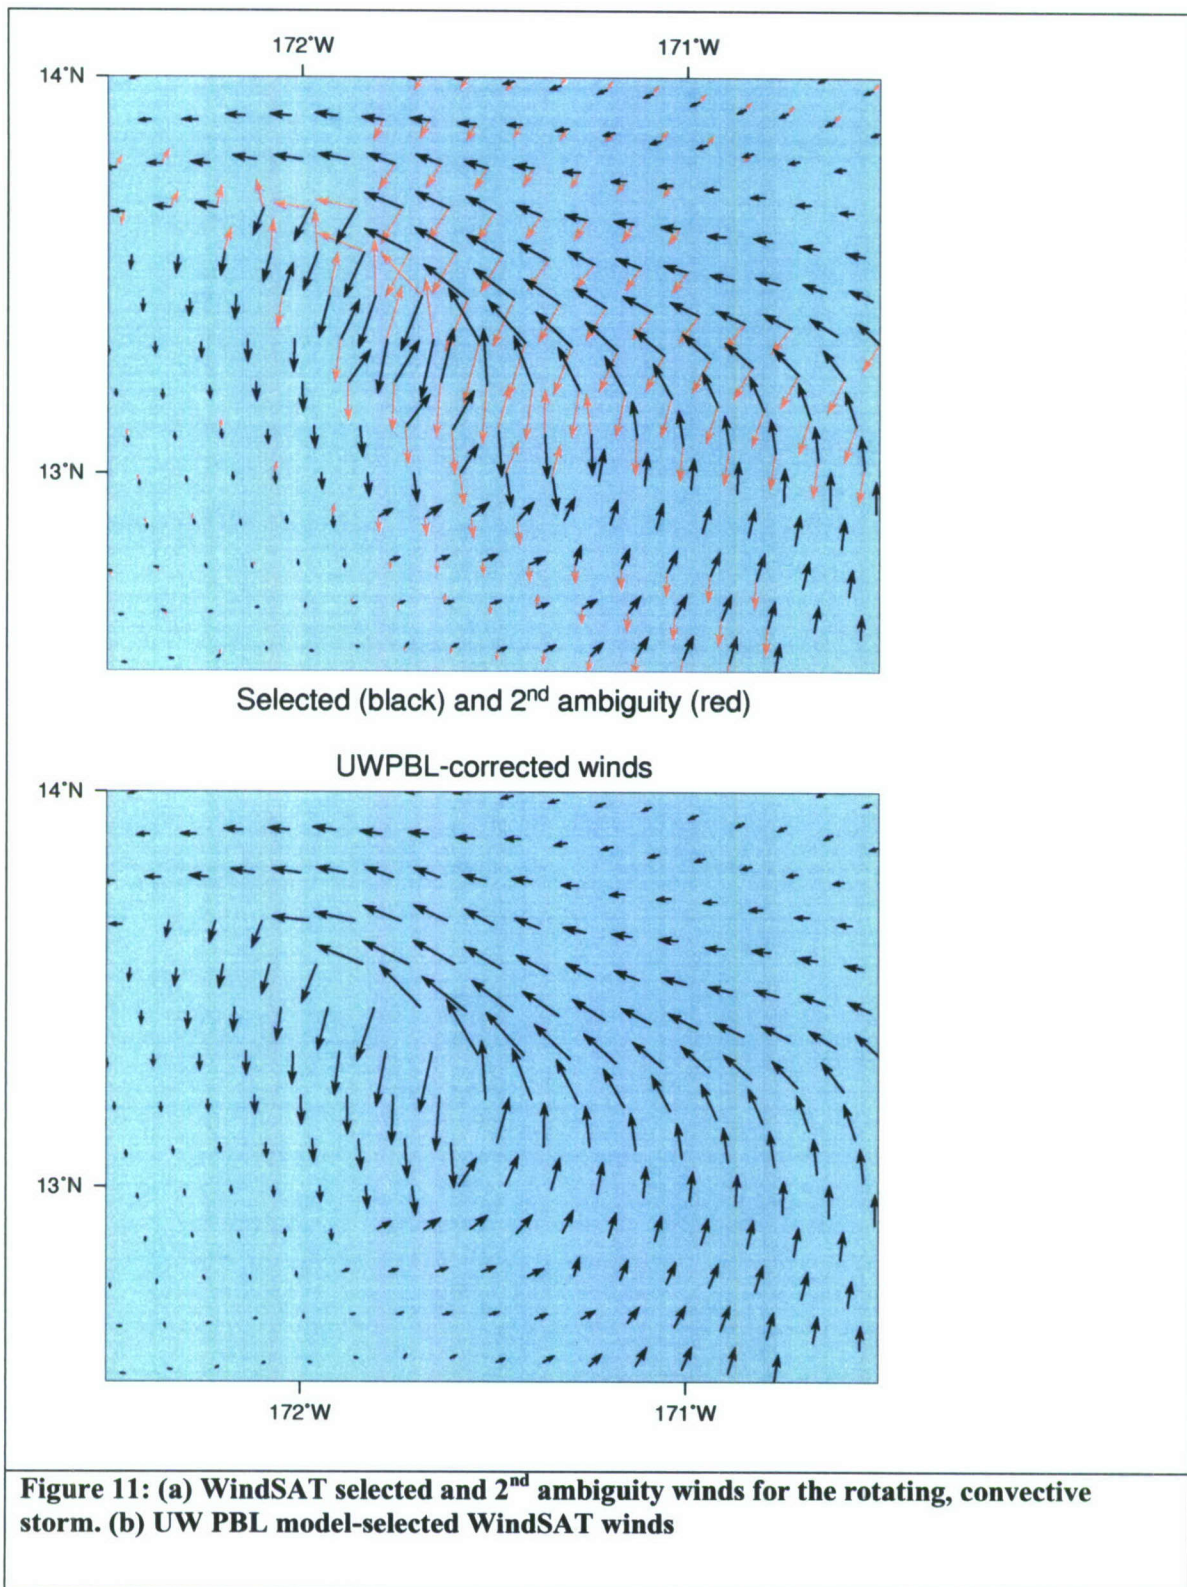 172°W 171°W
14°N
13°N
Selected (black) and 2nd ambiguity (red)
UWPBL-corrected winds
14°N
13°N
172°W 171°W
Figure 11: (a) WindSAT selected and 2nd ambiguity winds for the rotating, convective
storm. (b) UW PBL model-selected WindSAT winds